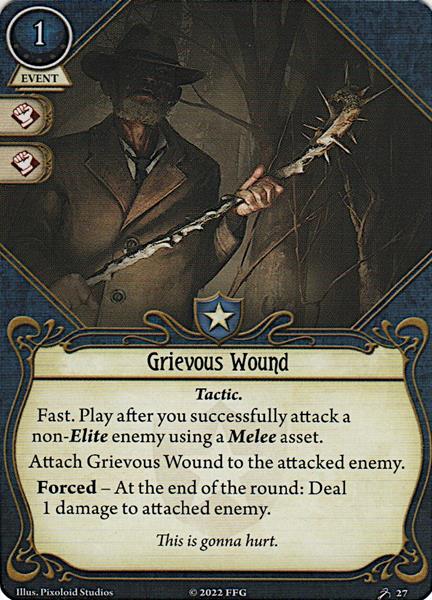 1
EVENT
Grievous Wound
Tactic.
Fast. Play after you successfully attack a
non-Elite enemy using a Melee asset.
Attach Grievous Wound to the attacked enemy.
Forced – At the end of the round: Deal
1 damage to attached enemy.
This is gonna hurt.
Illus. Pixoloid Studios © 2022 FFG 27